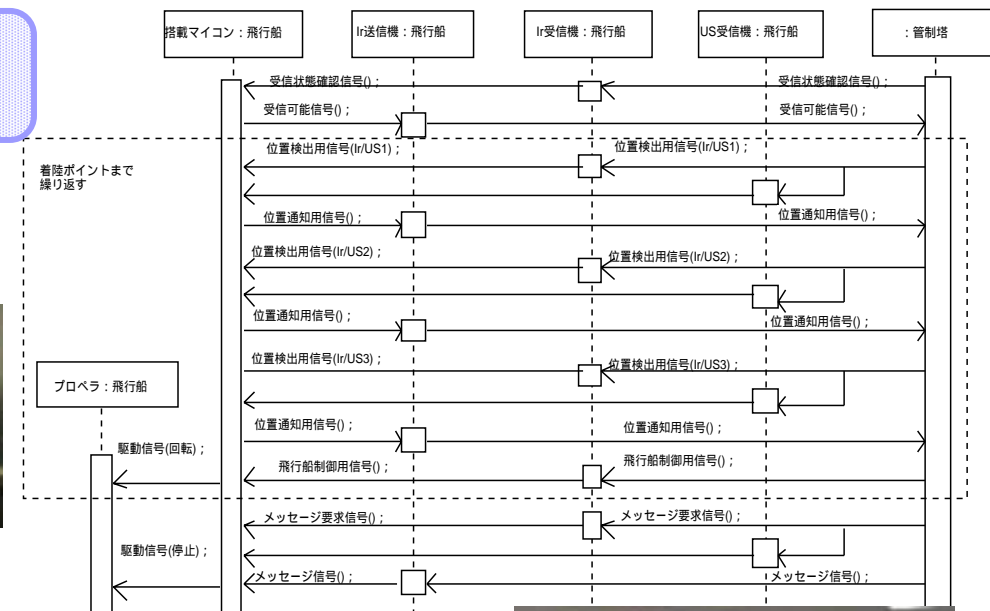 搭載マイコン：飛行船
Ir送信機：飛行船
Ir受信機：飛行船
US受信機：飛行船
：管制塔
受信状態確認信号()；
受信状態確認信号()；
受信可能信号()；
受信可能信号()；
着陸ポイントまで
繰り返す
位置検出用信号(Ir/US1)；
位置検出用信号(Ir/US1)；
位置通知用信号()；
位置通知用信号()；
位置検出用信号(Ir/US2)；
位置検出用信号(Ir/US2)；
位置通知用信号()；
位置通知用信号()；
位置検出用信号(Ir/US3)；
位置検出用信号(Ir/US3)；
プロペラ：飛行船
位置通知用信号()；
位置通知用信号()；
駆動信号(回転)；
飛行船制御用信号()；
飛行船制御用信号()；
メッセージ要求信号()；
メッセージ要求信号()；
駆動信号(停止)；
メッセージ信号()；
メッセージ信号()；